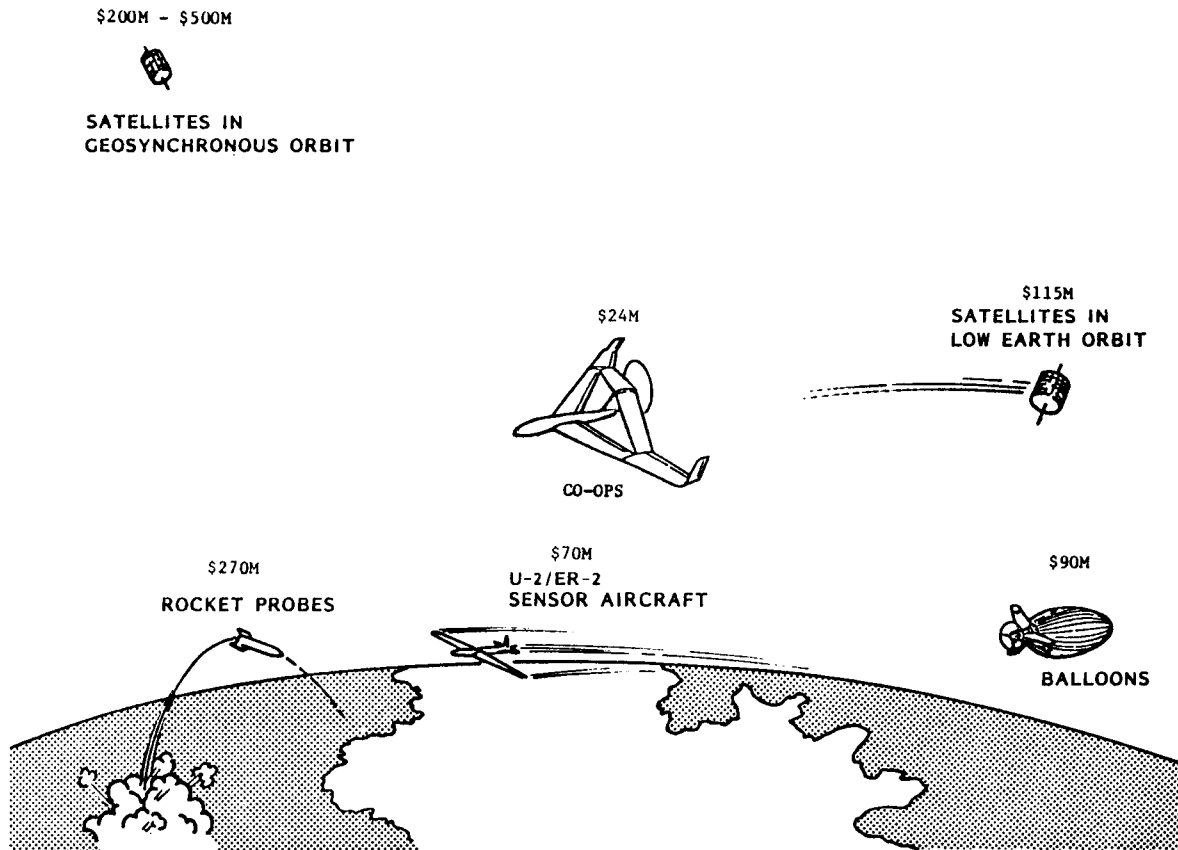 $200M - $500M
SATELLITES IN
GEOSYNCHRONOUS ORBIT
$115M
SATELLITES IN
LOW EARTH ORBIT
$24M
CO-OPS
$270M
ROCKET PROBES
$70M
U-2/ER-2
SENSOR AIRCRAFT
$90M
BALLOONS